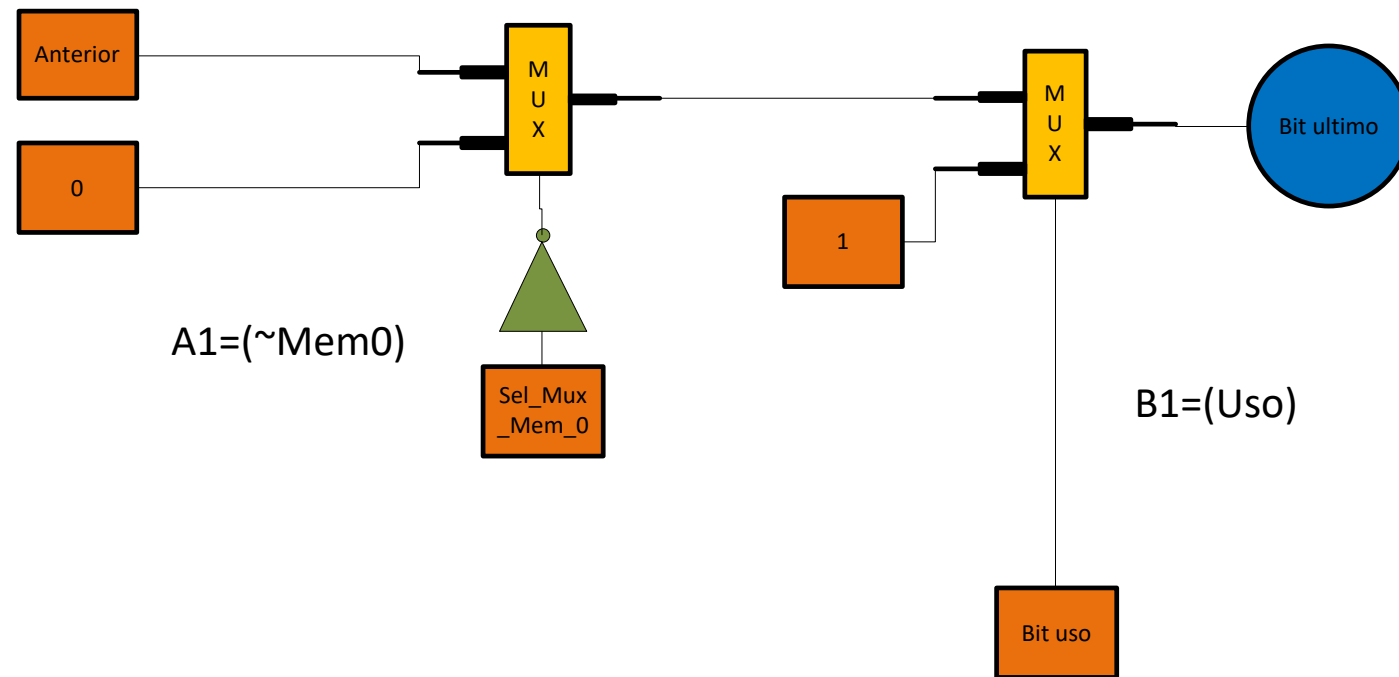 Anterior
M
U
X
M
U
X
Bit ultimo
0
1
A1=(~Mem0)
Sel_Mux
_Mem_0
B1=(Uso)
Bit uso